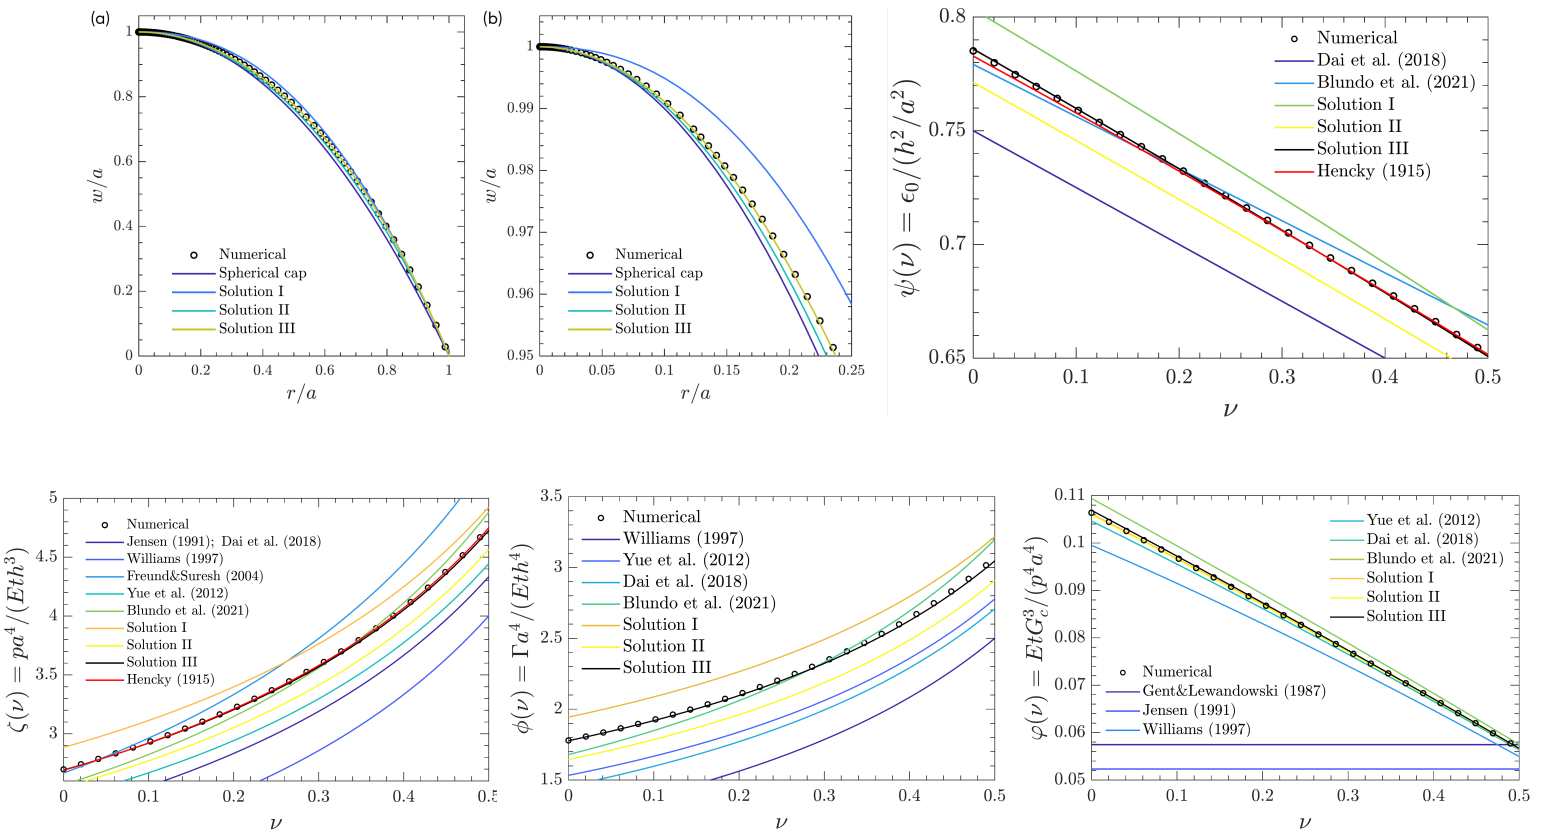 (a)
1
0.8
0.6
0.4
0.2
0
w/a
Numerical
Spherical cap
Solution I
Solution II
Solution III
0 0.2 0.4 0.6 0.8 1
r/a
(b)
1
0.99
0.98
0.97
0.96
0.95
w/a
Numerical
Spherical cap
Solution I
Solution II
Solution III
0 0.05 0.1 0.15 0.2 0.25
r/a
0.8
0.75
0.7
0.65
ψ(ν) = ϵ₀/(h²/a²)
Numerical
Dai et al. (2018)
Blundo et al. (2021)
Solution I
Solution II
Solution III
Hencky (1915)
0 0.1 0.2 0.3 0.4 0.5
ν
5
4.5
4
3.5
3
ζ(ν) = pa⁴/(Eth³)
Numerical
Jensen (1991); Dai et al. (2018)
Williams (1997)
Freund&Suresh (2004)
Yue et al. (2012)
Blundo et al. (2021)
Solution I
Solution II
Solution III
Hencky (1915)
0 0.1 0.2 0.3 0.4 0.5
ν
3.5
3
2.5
2
1.5
ϕ(ν) = Γa⁴/(Eth⁴)
Numerical
Williams (1997)
Yue et al. (2012)
Dai et al. (2018)
Blundo et al. (2021)
Solution I
Solution II
Solution III
0 0.1 0.2 0.3 0.4 0.5
ν
0.11
0.1
0.09
0.08
0.07
0.06
0.05
φ(ν) = EtG_c³/(p⁴a⁴)
Yue et al. (2012)
Dai et al. (2018)
Blundo et al. (2021)
Solution I
Solution II
Solution III
Numerical
Gent&Lewandowski (1987)
Jensen (1991)
Williams (1997)
0 0.1 0.2 0.3 0.4 0.5
ν